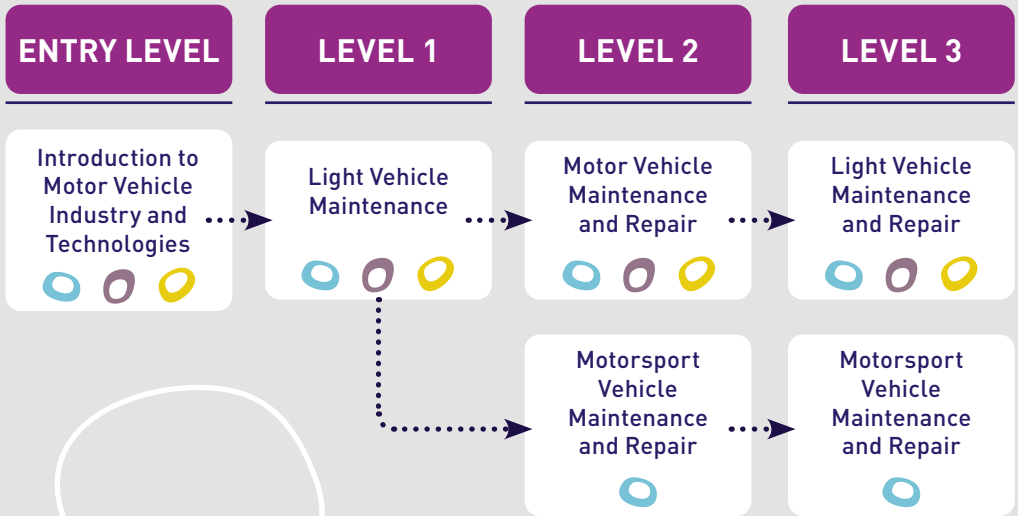 ENTRY LEVEL
LEVEL 1
LEVEL 2
LEVEL 3
Introduction to
Motor Vehicle
Industry and
Technologies
Light Vehicle
Maintenance
Motor Vehicle
Maintenance
and Repair
Light Vehicle
Maintenance
and Repair
Motorsport
Vehicle
Maintenance
and Repair
Motorsport
Vehicle
Maintenance
and Repair